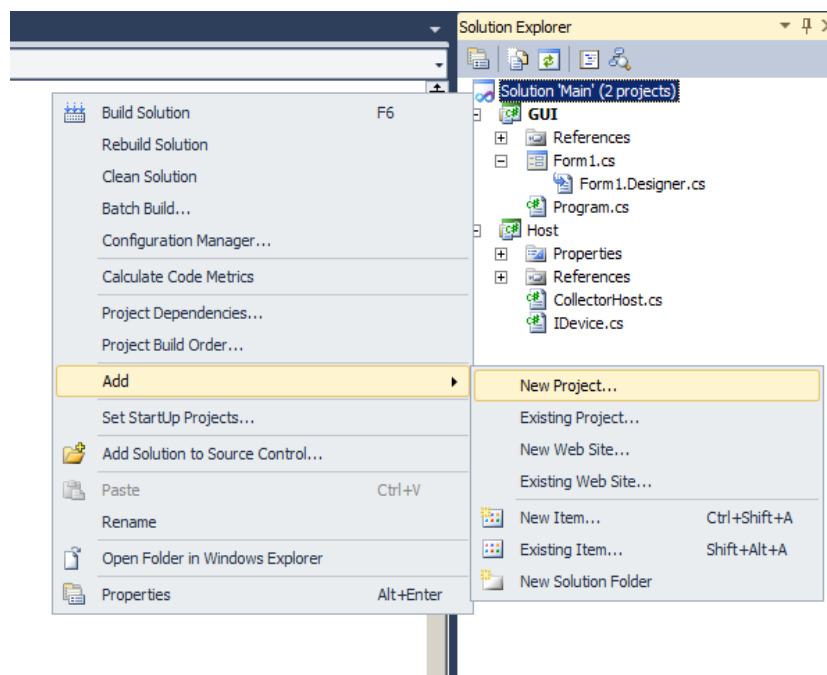 Solution Explorer
Solution 'Main' (2 projects)
GUI
References
Form1.cs
Form1.Designer.cs
Program.cs
Host
Properties
References
CollectorHost.cs
IDevice.cs
Build Solution F6
Rebuild Solution
Clean Solution
Batch Build...
Configuration Manager...
Calculate Code Metrics
Project Dependencies...
Project Build Order...
Add
Set StartUp Projects...
Add Solution to Source Control...
Paste Ctrl+V
Rename
Open Folder in Windows Explorer
Properties Alt+Enter
New Project...
Existing Project...
New Web Site...
Existing Web Site...
New Item... Ctrl+Shift+A
Existing Item... Shift+Alt+A
New Solution Folder